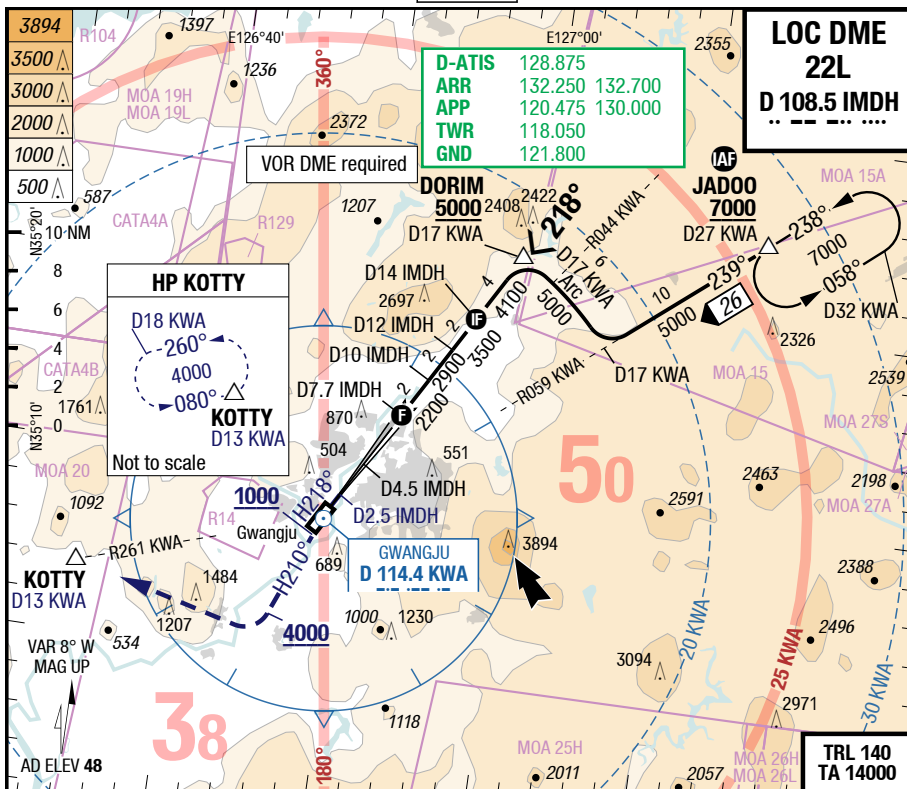 3894
3500
3000
2000
1000
500
R104
1397
E126°40'
1236
360°
E127°00'
2355
LOC DME
22L
D 108.5 IMDH
D-ATIS 128.875
ARR 132.250 132.700
APP 120.475 130.000
TWR 118.050
GND 121.800
MOA 19H
MOA 19L
2372
VOR DME required
IAF
JADOO
7000
D27 KWA
MOA 15A
DORIM
5000
D17 KWA
2408
2422
218°
R044 KWA
587
CATA4A
R129
1207
N35°20'
10 NM
8
6
4
2
0
N35°10'
238°
7000
058°
D32 KWA
239°
26
10
5000
D17 KWA
6
Arc
5000
D14 IMDH
4
4100
2697
IF
3500
D12 IMDH
2
2900
D10 IMDH
2
2200
D7.7 IMDH
2
F
HP KOTTY
D18 KWA
260°
4000
080°
KOTTY
D13 KWA
Not to scale
CATA4B
1761
R059 KWA
D17 KWA
2326
MOA 15
2539
MOA 27S
870
504
551
D4.5 IMDH
D2.5 IMDH
50
2463
2198
MOA 27A
2591
MOA 20
1092
1000
H218°
R14
Gwangju
R261 KWA
KOTTY
D13 KWA
H210°
689
GWANGJU
D 114.4 KWA
3894
1484
1207
4000
1000
1230
534
VAR 8° W
MAG UP
2388
2496
20 KWA
25 KWA
30 KWA
3094
2971
38
180°
1118
AD ELEV 48
MOA 25H
2011
MOA 26H
MOA 26L
2057
TRL 140
TA 14000